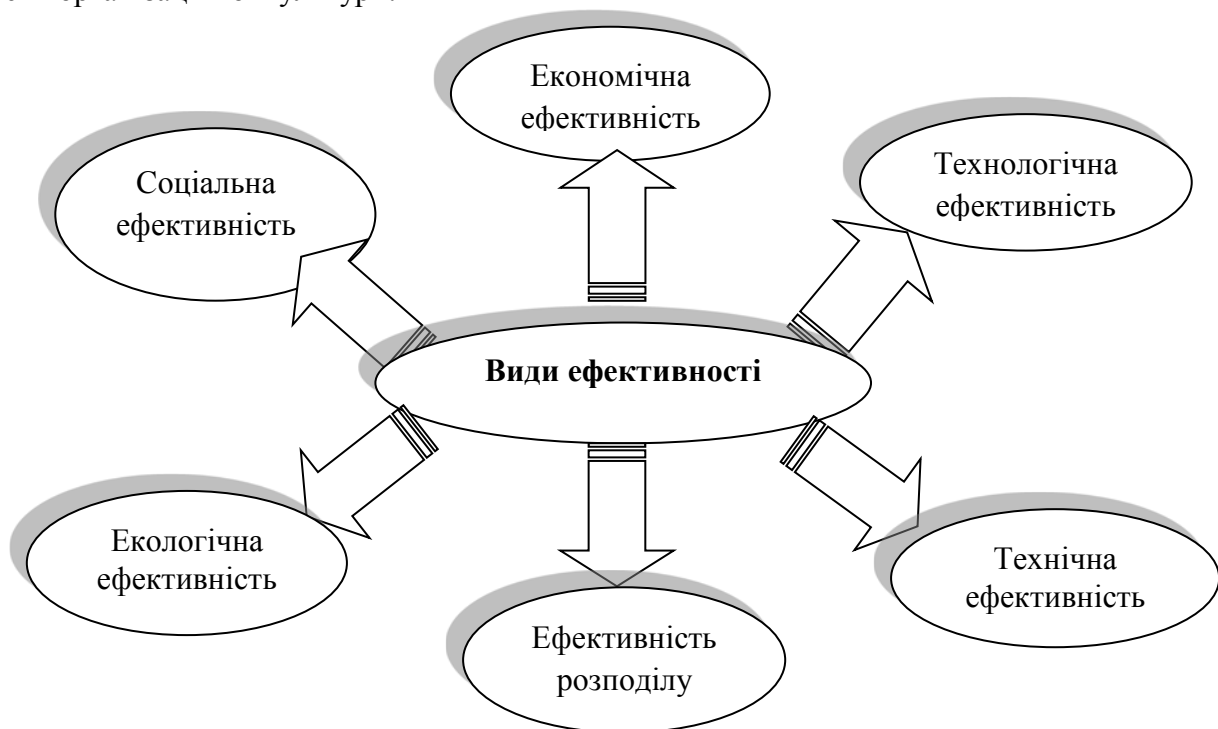 Економічна
ефективність
Соціальна
ефективність
Технологічна
ефективність
Види ефективності
Екологічна
ефективність
Технічна
ефективність
Ефективність
розподілу